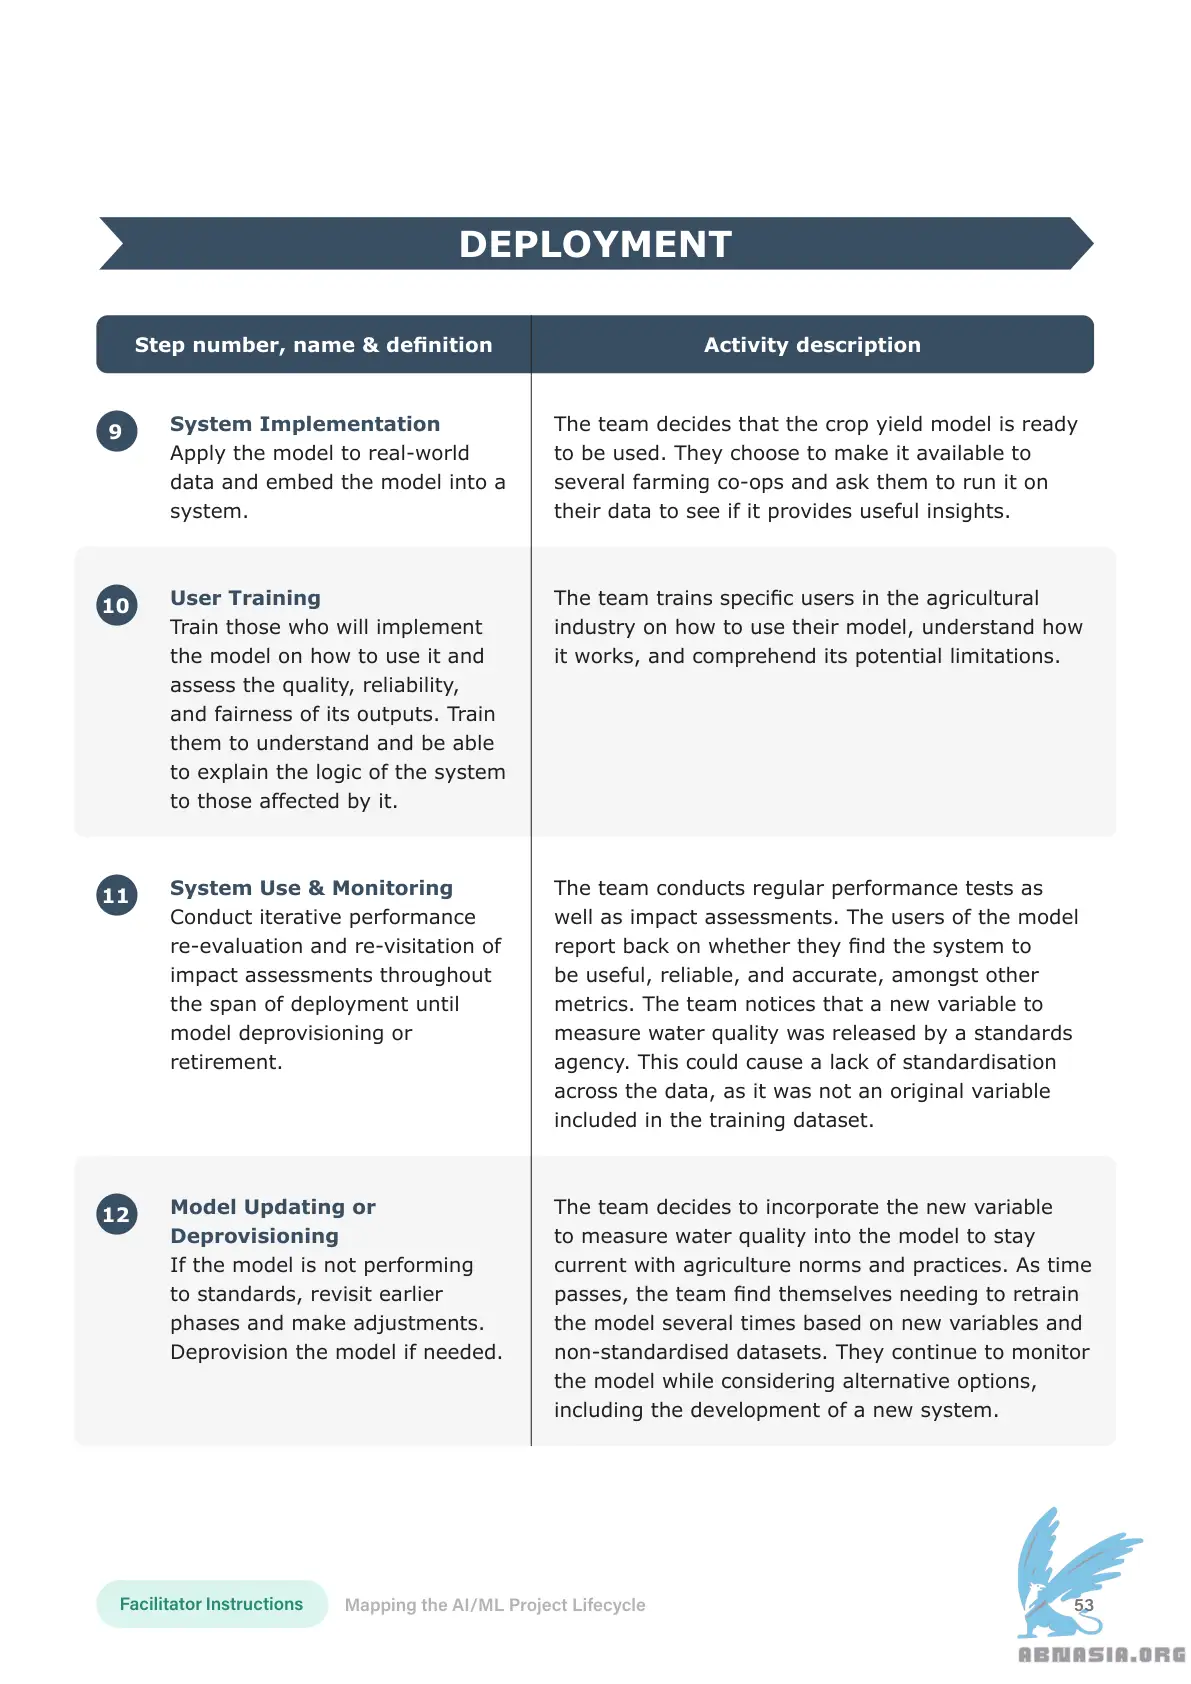 DEPLOYMENT
Step number, name & definition
Activity description
9
System Implementation
Apply the model to real-world
data and embed the model into a
system.
The team decides that the crop yield model is ready
to be used. They choose to make it available to
several farming co-ops and ask them to run it on
their data to see if it provides useful insights.
10
User Training
Train those who will implement
the model on how to use it and
assess the quality, reliability,
and fairness of its outputs. Train
them to understand and be able
to explain the logic of the system
to those affected by it.
The team trains specific users in the agricultural
industry on how to use their model, understand how
it works, and comprehend its potential limitations.
11
System Use & Monitoring
Conduct iterative performance
re-evaluation and re-visitation of
impact assessments throughout
the span of deployment until
model deprovisioning or
retirement.
The team conducts regular performance tests as
well as impact assessments. The users of the model
report back on whether they find the system to
be useful, reliable, and accurate, amongst other
metrics. The team notices that a new variable to
measure water quality was released by a standards
agency. This could cause a lack of standardisation
across the data, as it was not an original variable
included in the training dataset.
12
Model Updating or
Deprovisioning
If the model is not performing
to standards, revisit earlier
phases and make adjustments.
Deprovision the model if needed.
The team decides to incorporate the new variable
to measure water quality into the model to stay
current with agriculture norms and practices. As time
passes, the team find themselves needing to retrain
the model several times based on new variables and
non-standardised datasets. They continue to monitor
the model while considering alternative options,
including the development of a new system.
Facilitator Instructions
Mapping the AI/ML Project Lifecycle
53
ABNASIA.ORG